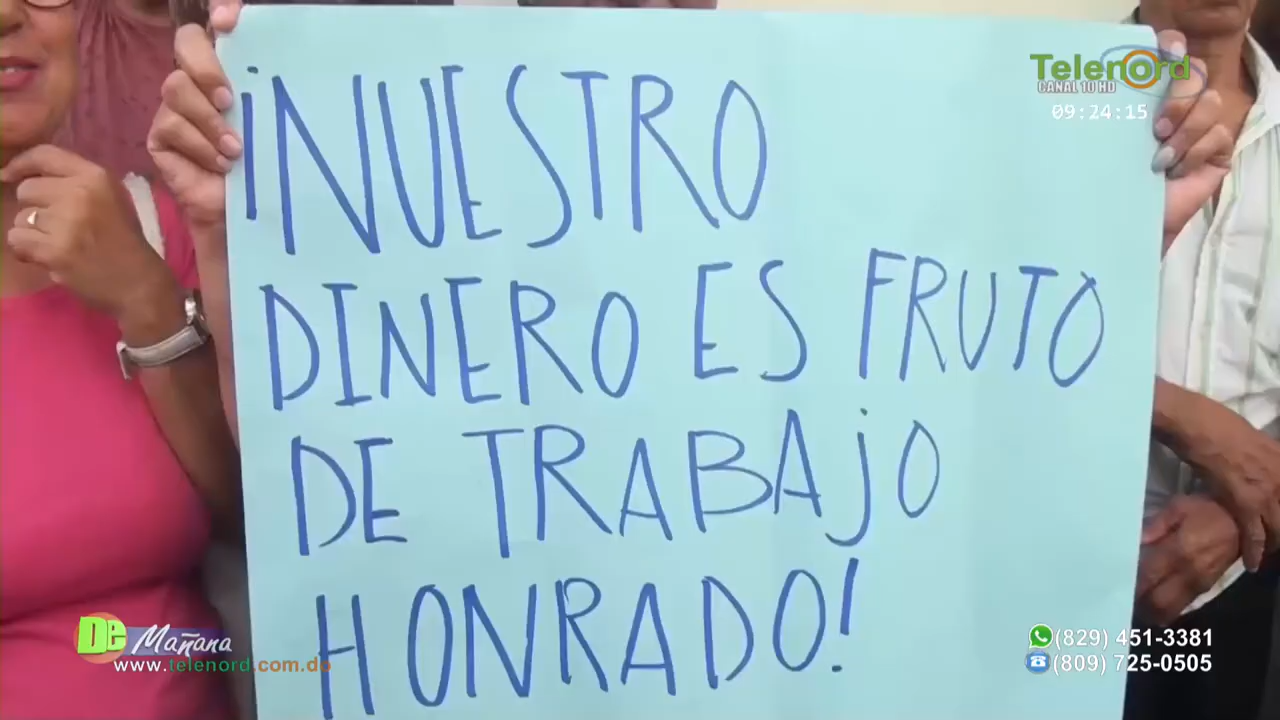 Telenord
CANAL 10 HD
09:24:15
¡NUESTRO
DINERO ES FRUTO
DE TRABAJO
HONRADO!
De Mañana
www.telenord.com.do
(829) 451-3381
(809) 725-0505